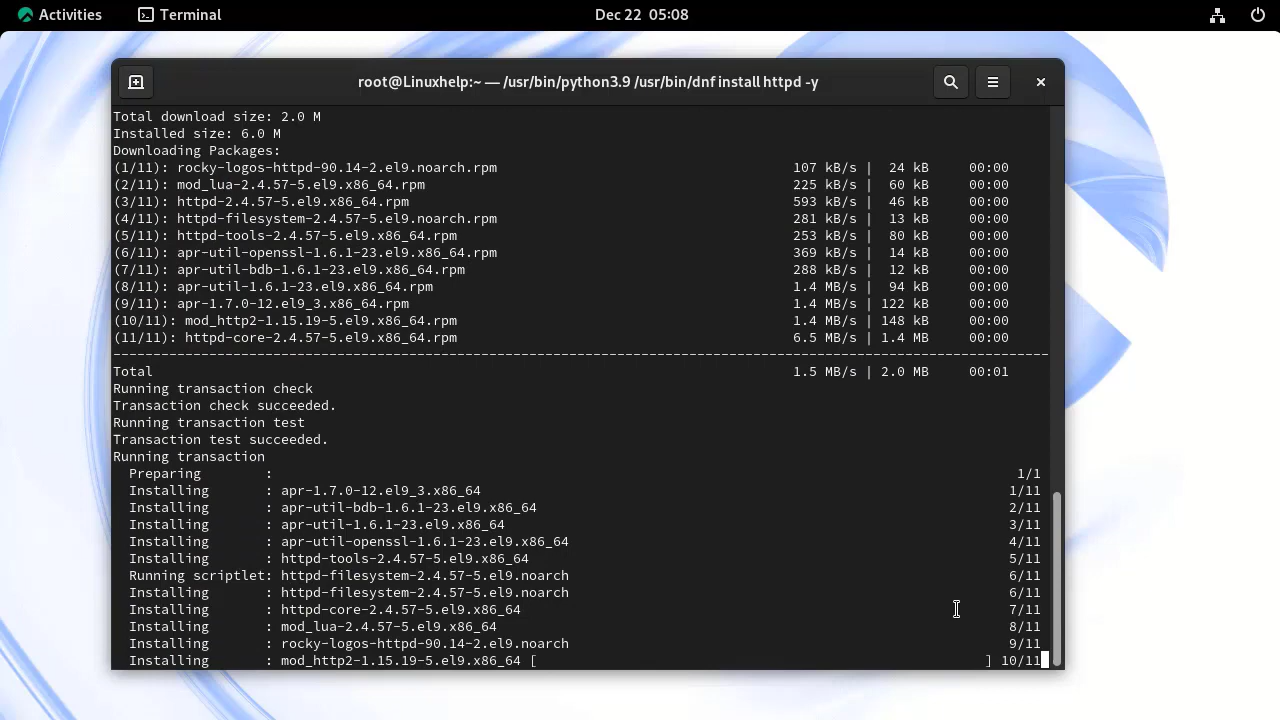 Activities Terminal Dec 22 05:08
root@Linuxhelp:~ — /usr/bin/python3.9 /usr/bin/dnf install httpd -y
Total download size: 2.0 M
Installed size: 6.0 M
Downloading Packages:
(1/11): rocky-logos-httpd-90.14-2.el9.noarch.rpm 107 kB/s | 24 kB 00:00
(2/11): mod_lua-2.4.57-5.el9.x86_64.rpm 225 kB/s | 60 kB 00:00
(3/11): httpd-2.4.57-5.el9.x86_64.rpm 593 kB/s | 46 kB 00:00
(4/11): httpd-filesystem-2.4.57-5.el9.noarch.rpm 281 kB/s | 13 kB 00:00
(5/11): httpd-tools-2.4.57-5.el9.x86_64.rpm 253 kB/s | 80 kB 00:00
(6/11): apr-util-openssl-1.6.1-23.el9.x86_64.rpm 369 kB/s | 14 kB 00:00
(7/11): apr-util-bdb-1.6.1-23.el9.x86_64.rpm 288 kB/s | 12 kB 00:00
(8/11): apr-util-1.6.1-23.el9.x86_64.rpm 1.4 MB/s | 94 kB 00:00
(9/11): apr-1.7.0-12.el9_3.x86_64.rpm 1.4 MB/s | 122 kB 00:00
(10/11): mod_http2-1.15.19-5.el9.x86_64.rpm 1.4 MB/s | 148 kB 00:00
(11/11): httpd-core-2.4.57-5.el9.x86_64.rpm 6.5 MB/s | 1.4 MB 00:00
---------------------------------------------------------------------------------------------------------------------
Total 1.5 MB/s | 2.0 MB 00:01
Running transaction check
Transaction check succeeded.
Running transaction test
Transaction test succeeded.
Running transaction
Preparing : 1/1
Installing : apr-1.7.0-12.el9_3.x86_64 1/11
Installing : apr-util-bdb-1.6.1-23.el9.x86_64 2/11
Installing : apr-util-1.6.1-23.el9.x86_64 3/11
Installing : apr-util-openssl-1.6.1-23.el9.x86_64 4/11
Installing : httpd-tools-2.4.57-5.el9.x86_64 5/11
Running scriptlet: httpd-filesystem-2.4.57-5.el9.noarch 6/11
Installing : httpd-filesystem-2.4.57-5.el9.noarch 6/11
Installing : httpd-core-2.4.57-5.el9.x86_64 7/11
Installing : mod_lua-2.4.57-5.el9.x86_64 8/11
Installing : rocky-logos-httpd-90.14-2.el9.noarch 9/11
Installing : mod_http2-1.15.19-5.el9.x86_64 [ ] 10/11